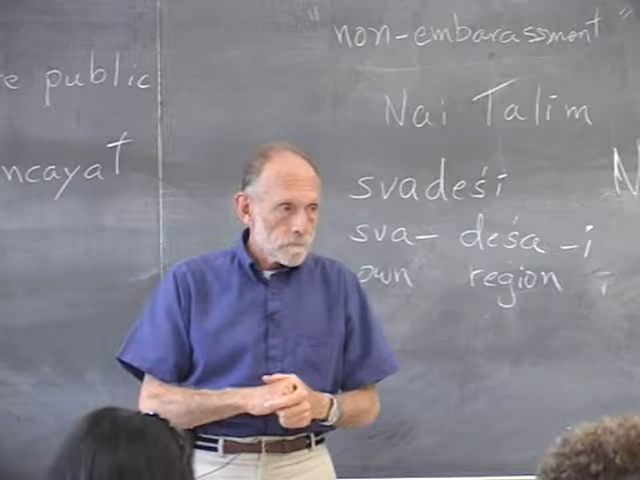 e public
ncayat
"non-embarassment"
Nai Talim
svadeśi
sva- deśa -i
own region -
N